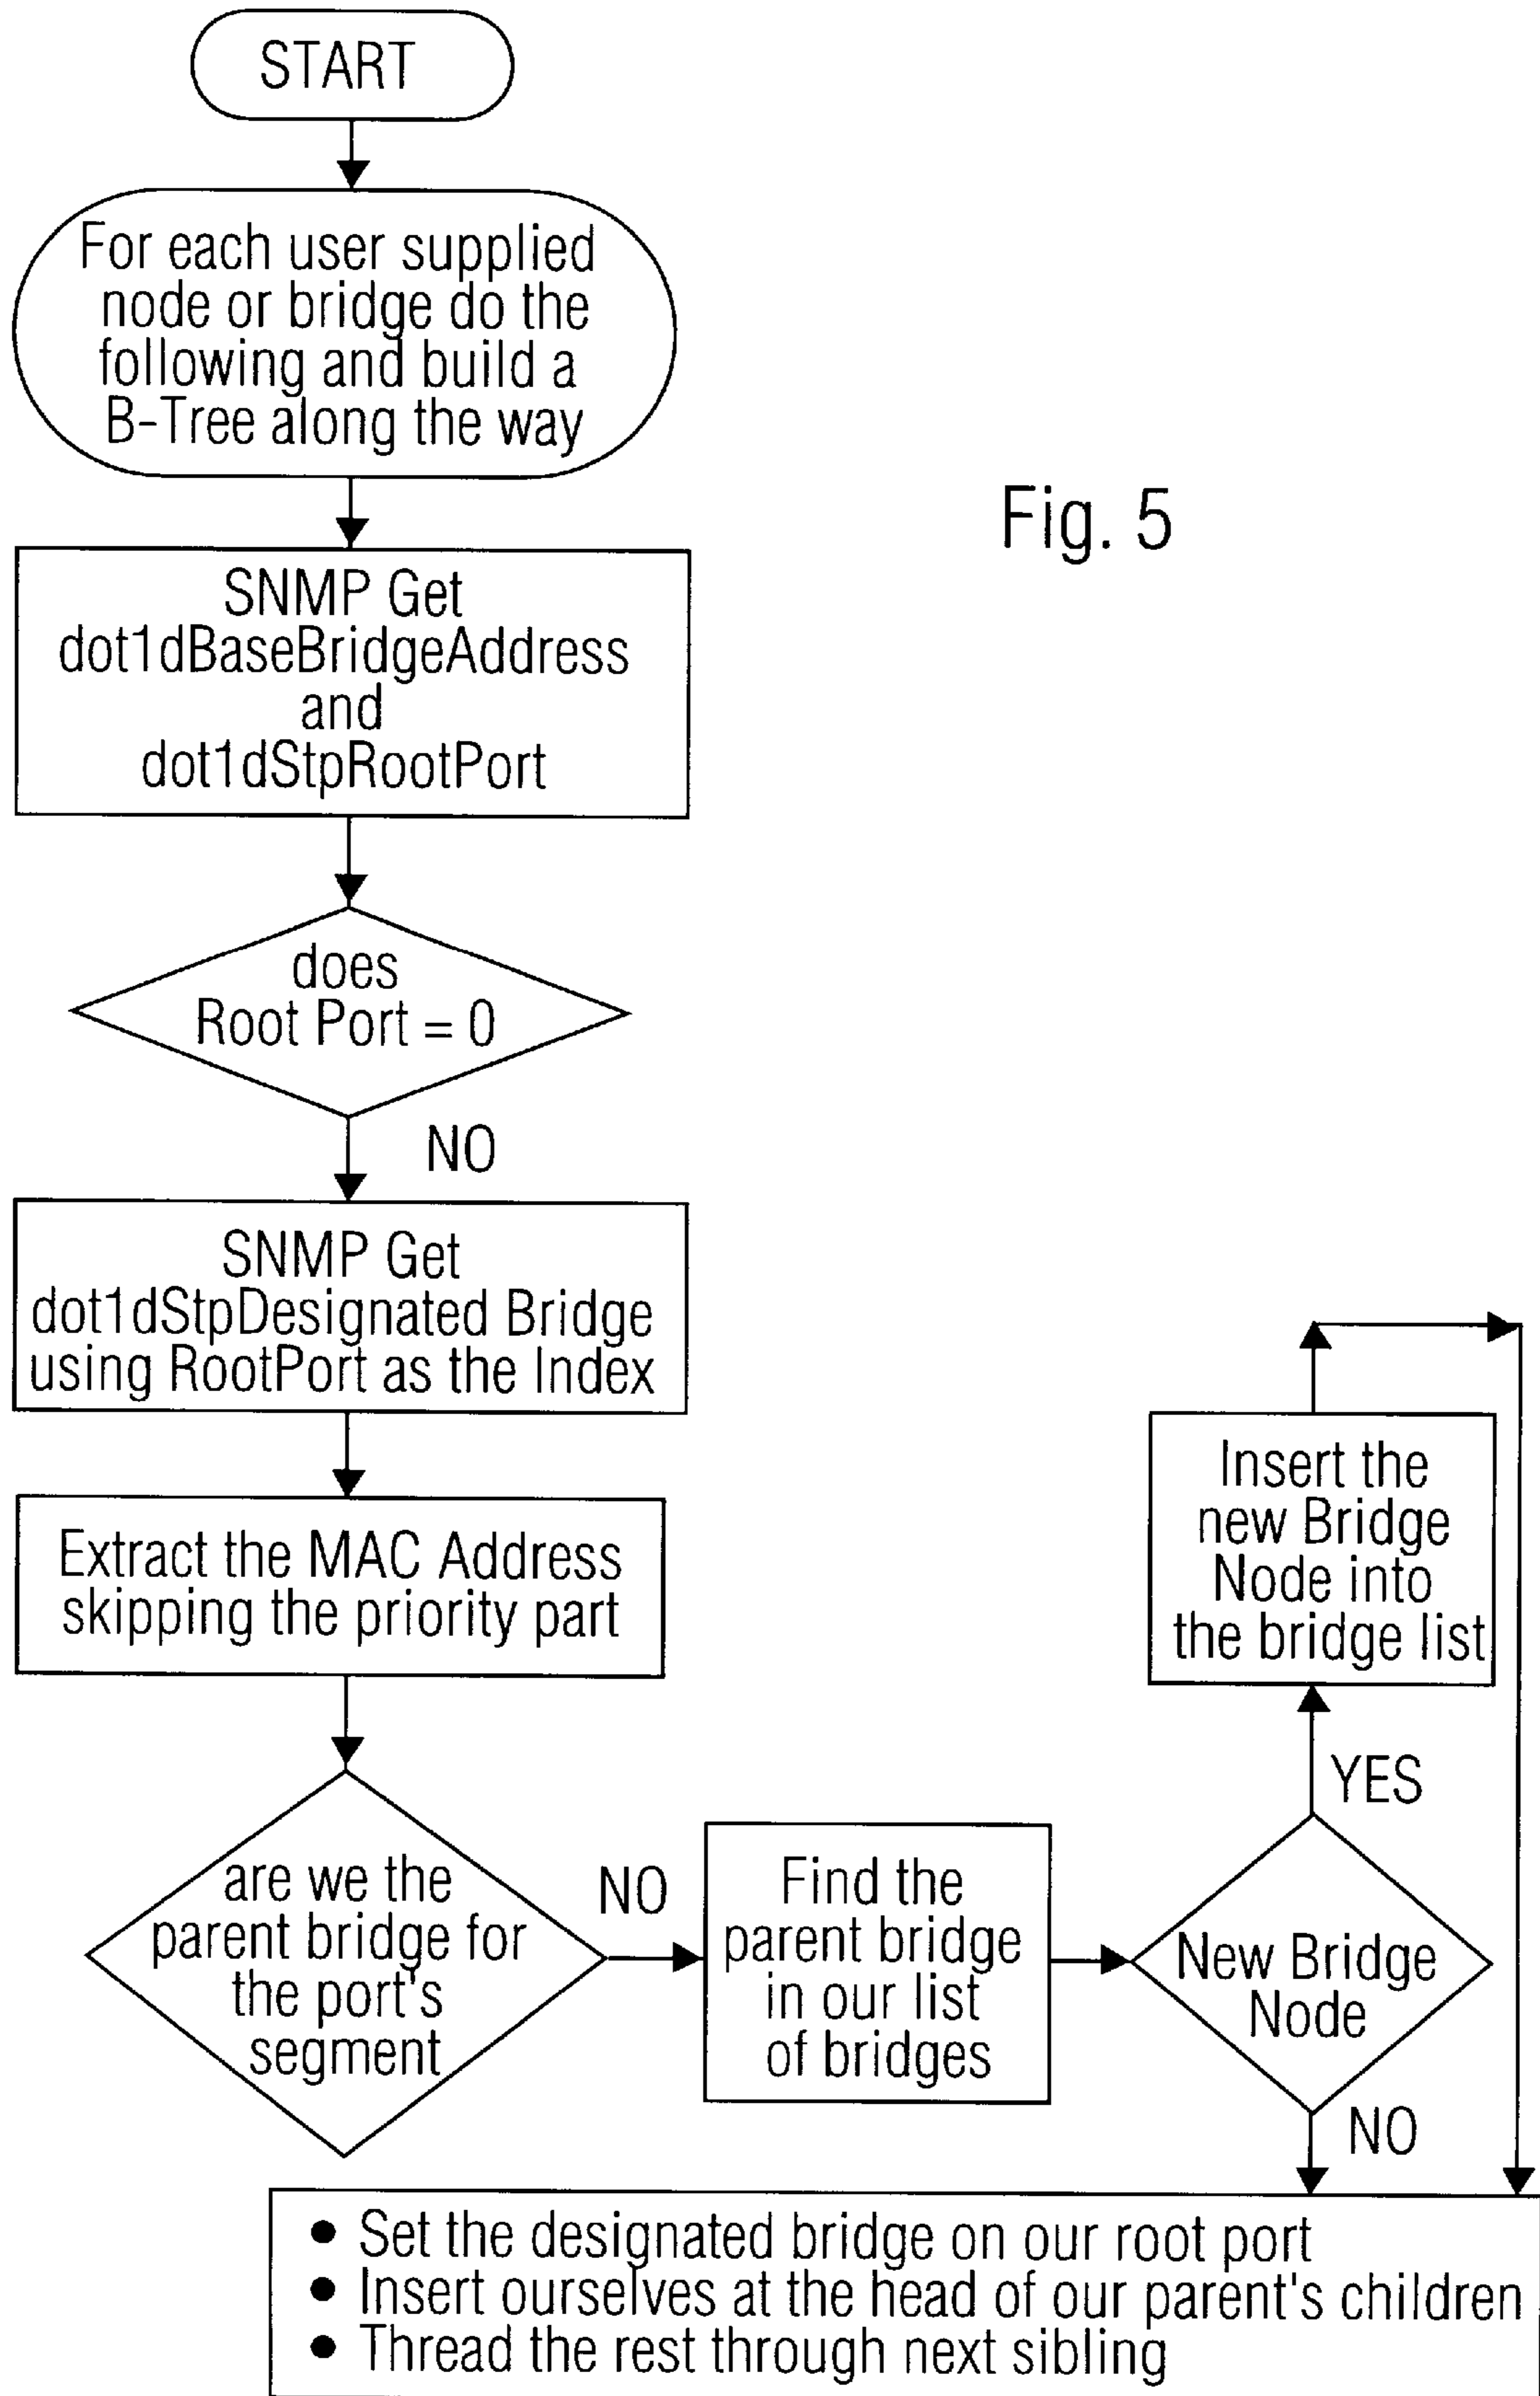 START
For each user supplied
node or bridge do the
following and build a
B-Tree along the way
Fig. 5
SNMP Get
dot1dBaseBridgeAddress
and
dot1dStpRootPort
does
Root Port = 0
NO
SNMP Get
dot1dStpDesignated Bridge
using RootPort as the Index
Extract the MAC Address
skipping the priority part
are we the
parent bridge for
the port's
segment
NO
Find the
parent bridge
in our list
of bridges
New Bridge
Node
YES
Insert the
new Bridge
Node into
the bridge list
NO
● Set the designated bridge on our root port
● Insert ourselves at the head of our parent's children
● Thread the rest through next sibling